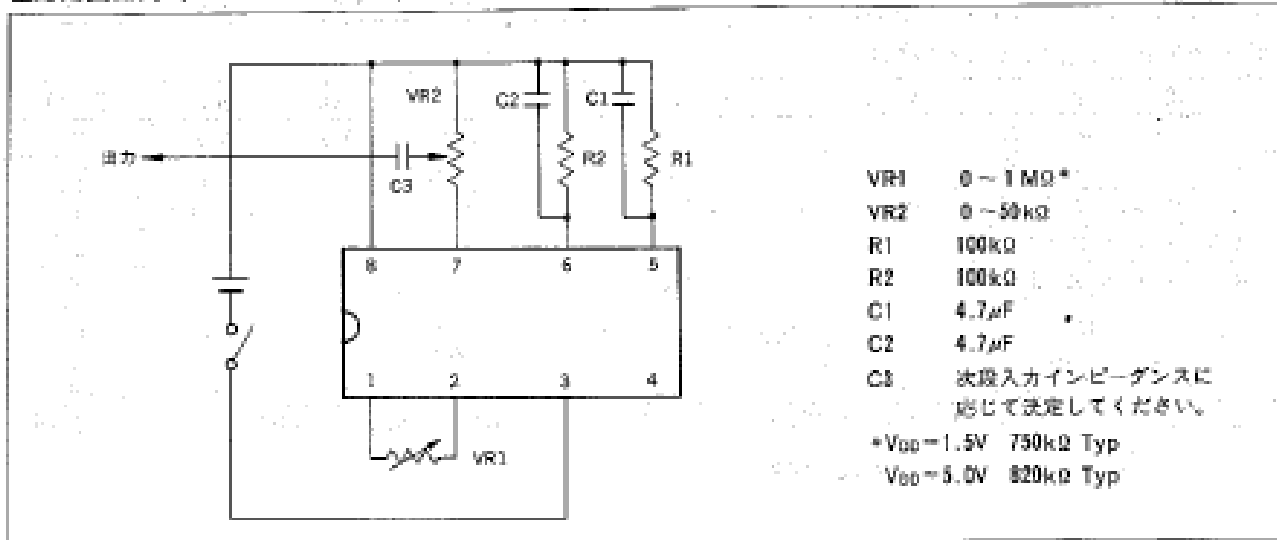 VR2
C2
C1
出力
C3
R2
R1
8 7 6 5
1 2 3 4
VR1
VR1 0~1MΩ*
VR2 0~50kΩ
R1 100kΩ
R2 100kΩ
C1 4.7μF
C2 4.7μF
C3 次段入力インピーダンスに
応じて決定してください。
*VDD=1.5V 750kΩ Typ
VDD=5.0V 820kΩ Typ